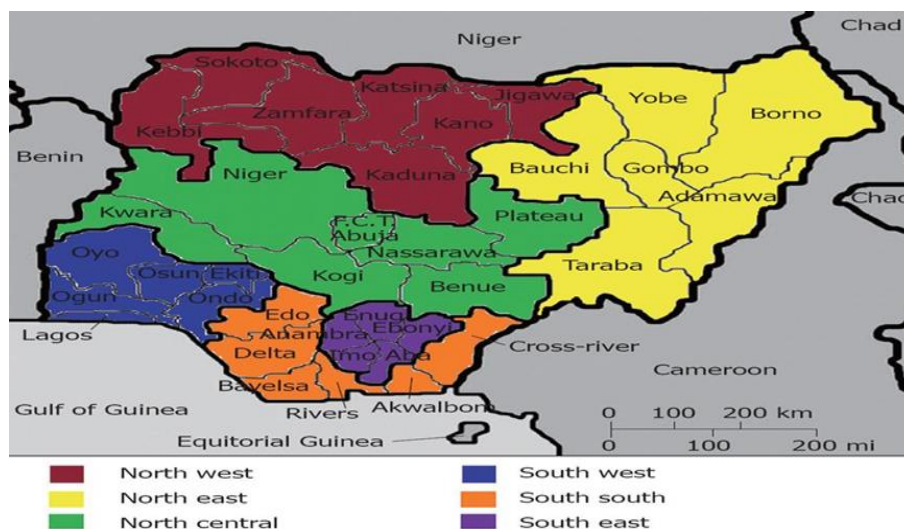 Niger
Chad
Sokoto
Katsina
Jigawa
Yobe
Borno
Zamfara
Kano
Kebbi
Benin
Niger
Kaduna
Bauchi
Gombo
Adamawa
Chad
Kwara
F.C.T.
Abuja
Plateau
Nassarawa
Oyo
Osun
Ekiti
Kogi
Benue
Taraba
Ogun
Ondo
Lagos
Edo
Enugu
Anambra
Ebonyi
Delta
Imo
Aba
Cross-river
Bayelsa
Rivers
Akwalbom
Cameroon
Gulf of Guinea
Equitorial Guinea
0 100 200 km
0 100 200 mi
North west
South west
North east
South south
North central
South east